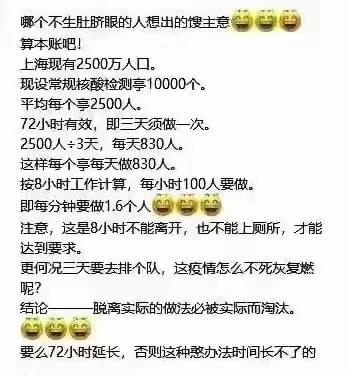 哪个不生肚脐眼的人想出的馊主意😄😄😄
算本账吧！
上海现有2500万人口。
现设常规核酸检测亭10000个。
平均每个亭2500人。
72小时有效，即三天须做一次。
2500人÷3天，每天830人。
这样每个亭每天做830人。
按8小时工作计算，每小时100人要做。
即每分钟要做1.6个人😄😄😄
注意，这是8小时不能离开，也不能上厕所，才能
达到要求。
更何况三天要去排个队，这疫情怎么不死灰复燃
呢？
结论———脱离实际的做法必被实际而淘汰。
😄😄😄
要么72小时延长，否则这种憨办法时间长不了的